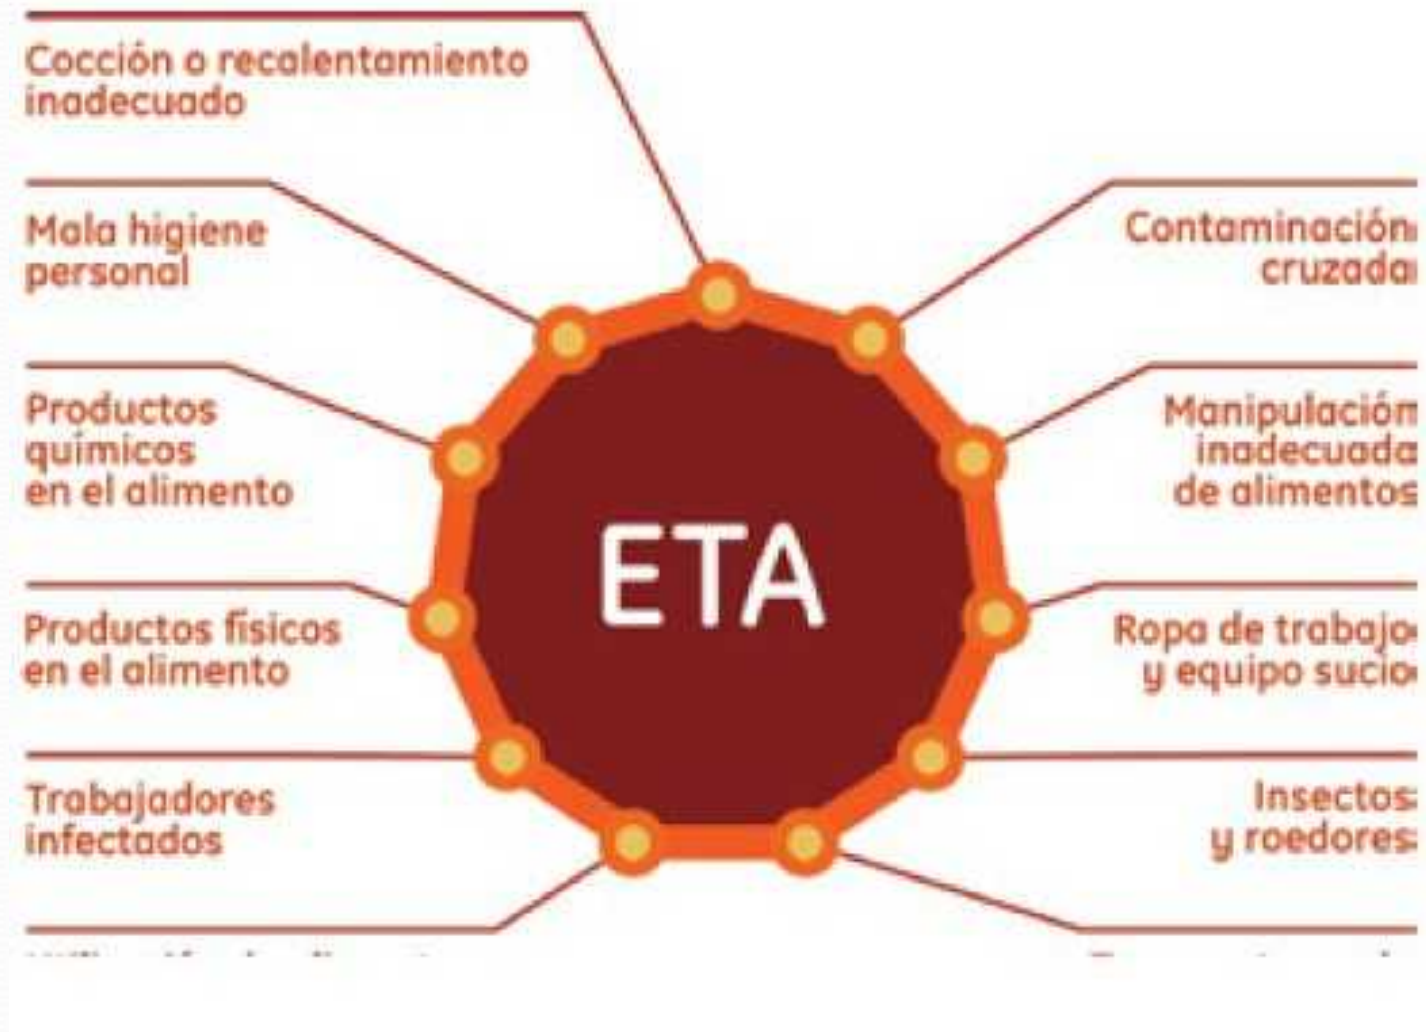 Cocción o recalentamiento
inadecuado
Mala higiene
personal
Productos
químicos
en el alimento
Productos físicos
en el alimento
Trabajadores
infectados
ETA
Contaminación
cruzada
Manipulación
inadecuada
de alimentos
Ropa de trabajo
y equipo sucio
Insectos
y roedores